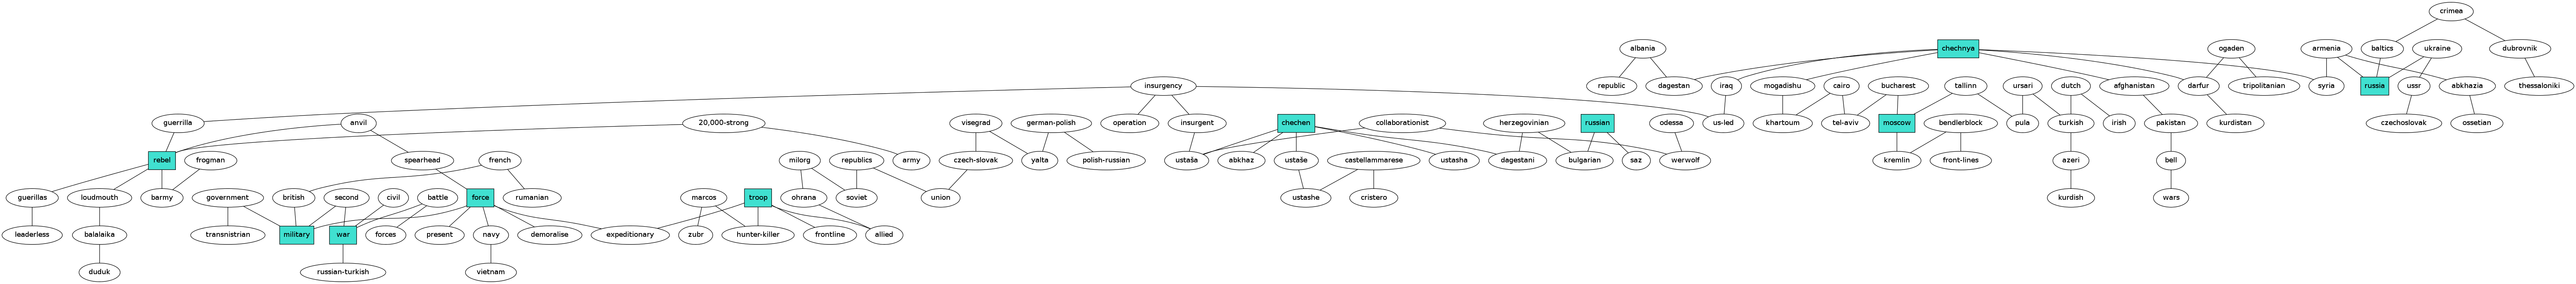 crimea
albania
chechnya
ogaden
armenia
baltics
ukraine
dubrovnik
insurgency
republic
dagestan
iraq
mogadishu
cairo
bucharest
tallinn
ursari
dutch
afghanistan
darfur
tripolitanian
syria
russia
ussr
abkhazia
thessaloniki
guerrilla
anvil
20,000-strong
visegrad
german-polish
operation
insurgent
chechen
collaborationist
herzegovinian
russian
odessa
us-led
khartoum
tel-aviv
moscow
bendlerblock
pula
turkish
irish
pakistan
kurdistan
czechoslovak
ossetian
rebel
frogman
spearhead
french
milorg
republics
army
czech-slovak
yalta
polish-russian
ustaša
abkhaz
ustaše
castellammarese
ustasha
dagestani
bulgarian
saz
werwolf
kremlin
front-lines
azeri
bell
guerillas
loudmouth
barmy
government
british
second
civil
battle
force
rumanian
marcos
troop
ohrana
soviet
union
ustashe
cristero
kurdish
wars
leaderless
balalaika
transnistrian
military
war
forces
present
navy
demoralise
expeditionary
zubr
hunter-killer
frontline
allied
duduk
russian-turkish
vietnam